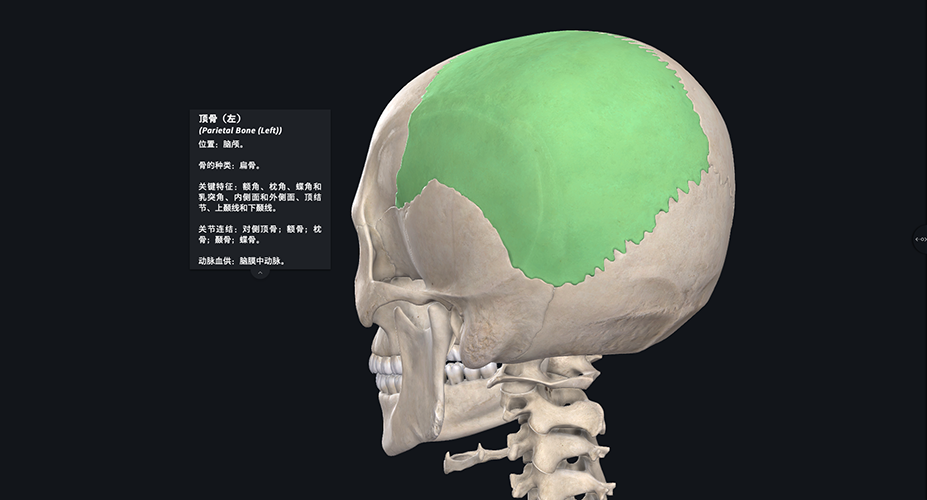 顶骨（左）
(Parietal Bone (Left))
位置：脑颅。
骨的种类：扁骨。
关键特征：额角、枕角、蝶角和
乳突角、内侧面和外侧面、顶结
节、上颞线和下颞线。
关节连结：对侧顶骨；额骨；枕
骨；颞骨；蝶骨。
动脉血供：脑膜中动脉。